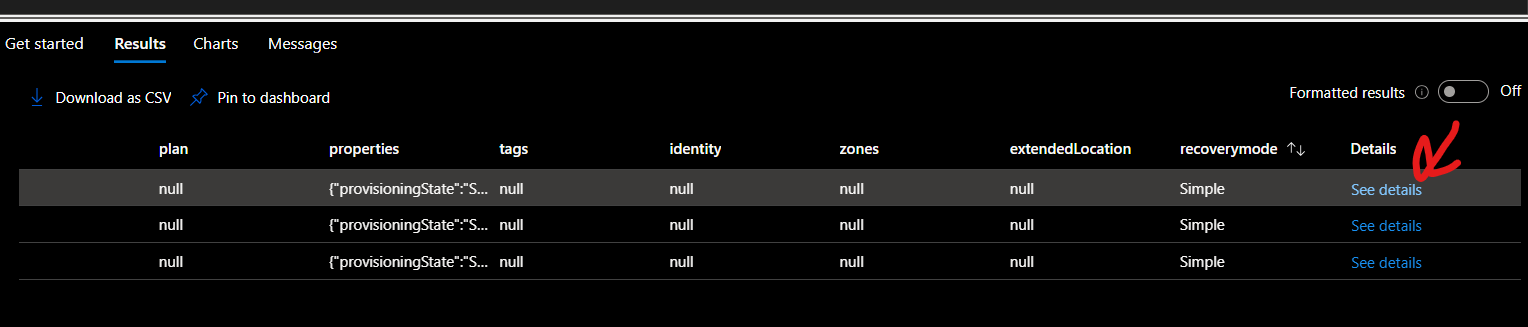 Get started Results Charts Messages
Download as CSV Pin to dashboard Formatted results Off
plan properties tags identity zones extendedLocation recoverymode Details
null {"provisioningState":"S... null null null null Simple See details
null {"provisioningState":"S... null null null null Simple See details
null {"provisioningState":"S... null null null null Simple See details